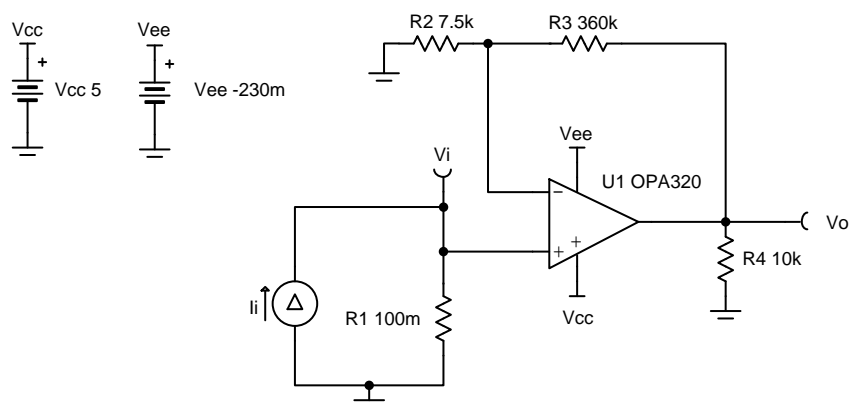 Vcc
Vcc 5
Vee
Vee -230m
R2 7.5k
R3 360k
Vee
U1 OPA320
Vi
Vo
R4 10k
Vcc
Ii
R1 100m